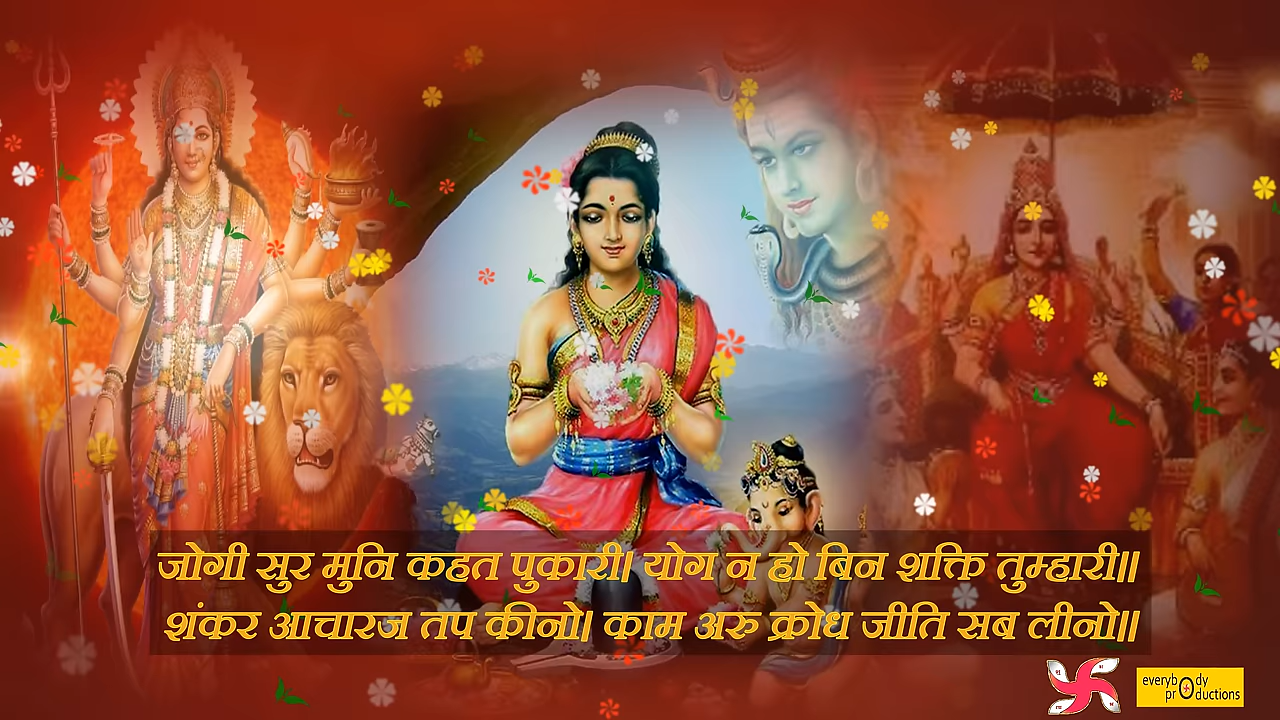 जोगी सुर मुनि कहत पुकारी| योग न हो बिन शक्ति तुम्हारी||
शंकर आचारज तप कीनो| काम अरु क्रोध जीति सब लीनो||
everybody
productions